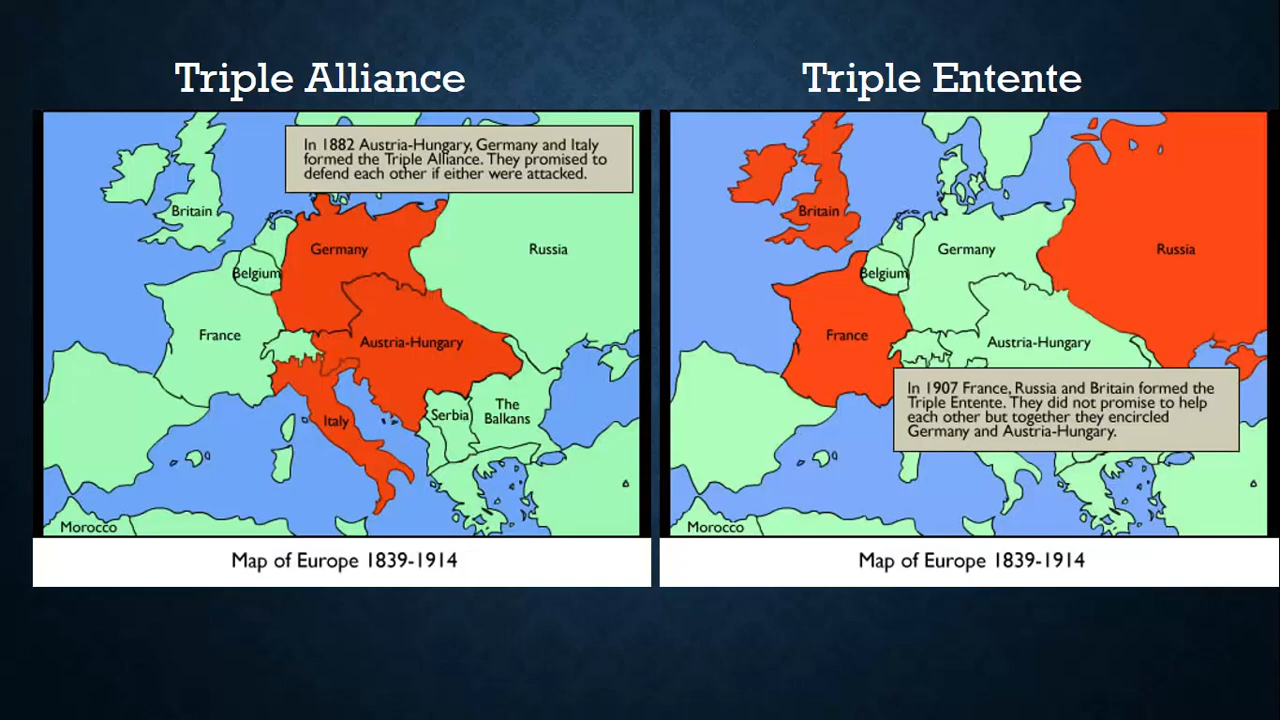 Triple Alliance
In 1882 Austria-Hungary, Germany and Italy
formed the Triple Alliance. They promised to
defend each other if either were attacked.
Britain
Germany
Russia
Belgium
France
Austria-Hungary
Italy
Serbia
The
Balkans
Morocco
Map of Europe 1839-1914
Triple Entente
Britain
Germany
Russia
Belgium
France
Austria-Hungary
In 1907 France, Russia and Britain formed the
Triple Entente. They did not promise to help
each other but together they encircled
Germany and Austria-Hungary.
Morocco
Map of Europe 1839-1914